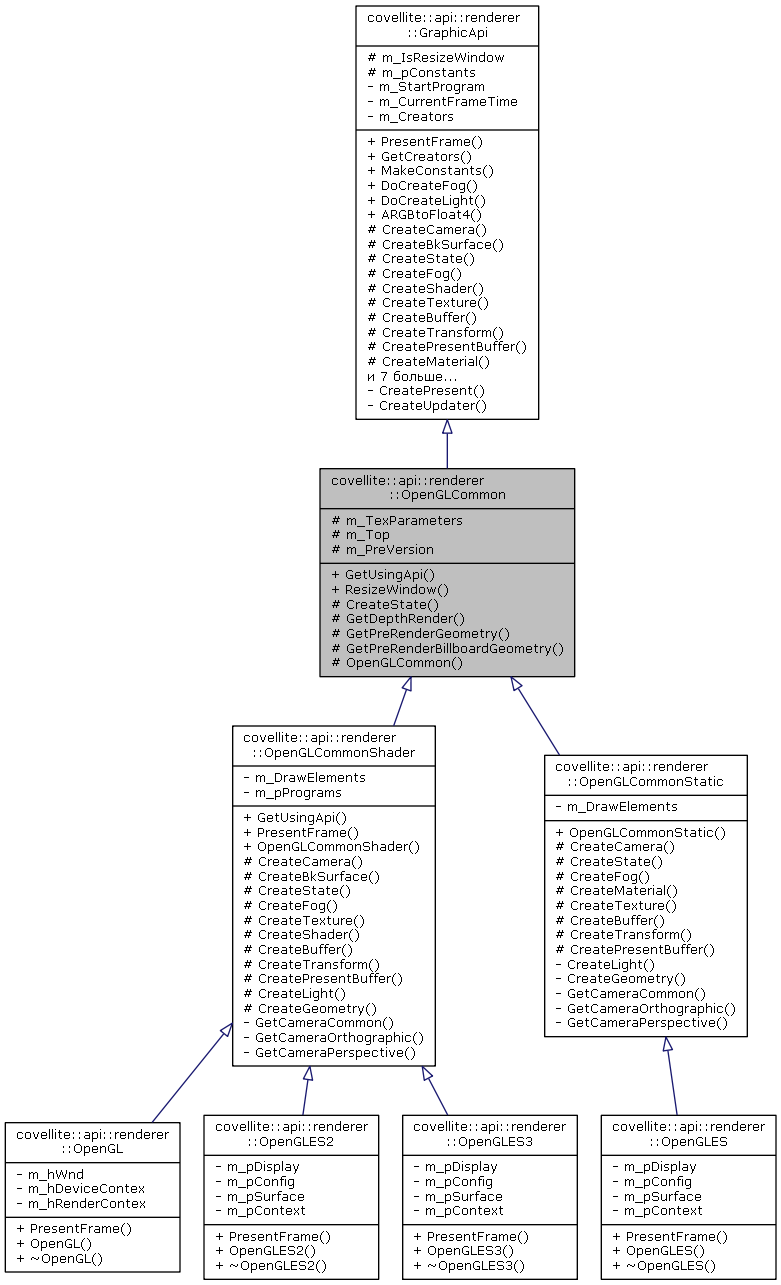 covellite::api::renderer
::GraphicApi
# m_IsResizeWindow
# m_pConstants
- m_StartProgram
- m_CurrentFrameTime
- m_Creators
+ PresentFrame()
+ GetCreators()
+ MakeConstants()
+ DoCreateFog()
+ DoCreateLight()
+ ARGBtoFloat4()
# CreateCamera()
# CreateBkSurface()
# CreateState()
# CreateFog()
# CreateShader()
# CreateTexture()
# CreateBuffer()
# CreateTransform()
# CreatePresentBuffer()
# CreateMaterial()
и 7 больше...
- CreatePresent()
- CreateUpdater()
covellite::api::renderer
::OpenGLCommon
# m_TexParameters
# m_Top
# m_PreVersion
+ GetUsingApi()
+ ResizeWindow()
# CreateState()
# GetDepthRender()
# GetPreRenderGeometry()
# GetPreRenderBillboardGeometry()
# OpenGLCommon()
covellite::api::renderer
::OpenGLCommonShader
- m_DrawElements
- m_pPrograms
+ GetUsingApi()
+ PresentFrame()
+ OpenGLCommonShader()
# CreateCamera()
# CreateBkSurface()
# CreateState()
# CreateFog()
# CreateTexture()
# CreateShader()
# CreateBuffer()
# CreateTransform()
# CreatePresentBuffer()
# CreateLight()
# CreateGeometry()
- GetCameraCommon()
- GetCameraOrthographic()
- GetCameraPerspective()
covellite::api::renderer
::OpenGLCommonStatic
- m_DrawElements
+ OpenGLCommonStatic()
# CreateCamera()
# CreateState()
# CreateFog()
# CreateMaterial()
# CreateTexture()
# CreateBuffer()
# CreateTransform()
# CreatePresentBuffer()
- CreateLight()
- CreateGeometry()
- GetCameraCommon()
- GetCameraOrthographic()
- GetCameraPerspective()
covellite::api::renderer
::OpenGL
- m_hWnd
- m_hDeviceContex
- m_hRenderContex
+ PresentFrame()
+ OpenGL()
+ ~OpenGL()
covellite::api::renderer
::OpenGLES2
- m_pDisplay
- m_pConfig
- m_pSurface
- m_pContext
+ PresentFrame()
+ OpenGLES2()
+ ~OpenGLES2()
covellite::api::renderer
::OpenGLES3
- m_pDisplay
- m_pConfig
- m_pSurface
- m_pContext
+ PresentFrame()
+ OpenGLES3()
+ ~OpenGLES3()
covellite::api::renderer
::OpenGLES
- m_pDisplay
- m_pConfig
- m_pSurface
- m_pContext
+ PresentFrame()
+ OpenGLES()
+ ~OpenGLES()